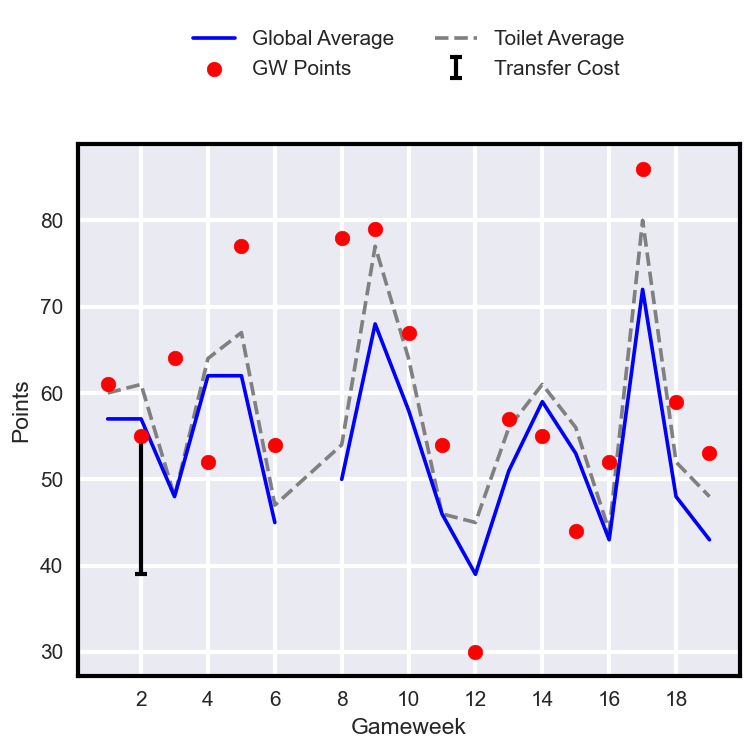 Global Average
Toilet Average
GW Points
Transfer Cost
80
70
60
50
40
30
Points
2 4 6 8 10 12 14 16 18
Gameweek